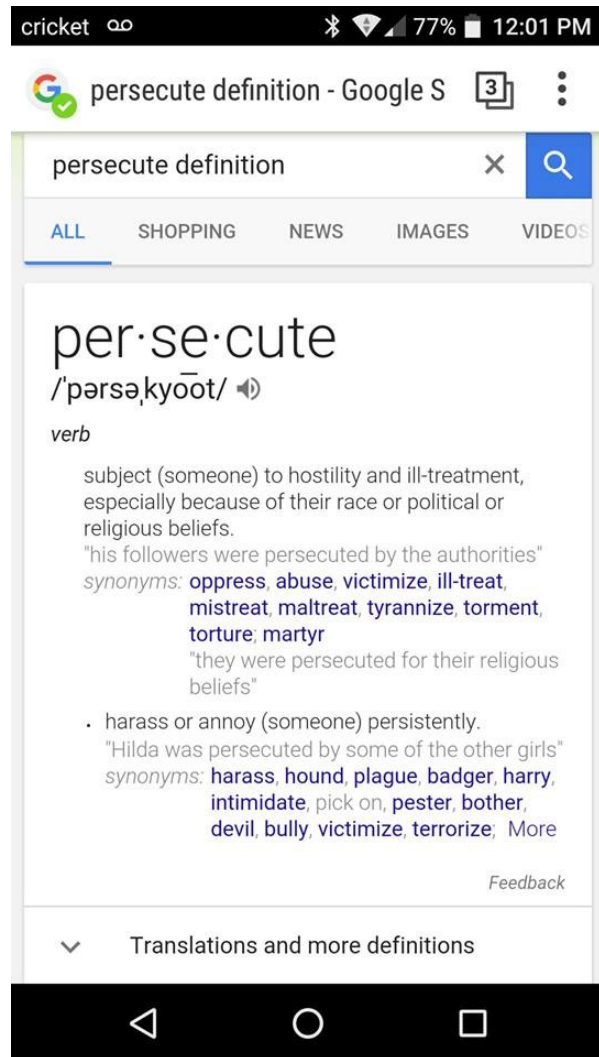 cricket 77% 12:01 PM
persecute definition - Google S 3
persecute definition
ALL SHOPPING NEWS IMAGES VIDEOS
per·se·cute
/ˈpərsəˌkyo͞ot/
verb
subject (someone) to hostility and ill-treatment,
especially because of their race or political or
religious beliefs.
"his followers were persecuted by the authorities"
synonyms: oppress, abuse, victimize, ill-treat,
mistreat, maltreat, tyrannize, torment,
torture; martyr
"they were persecuted for their religious
beliefs"
• harass or annoy (someone) persistently.
"Hilda was persecuted by some of the other girls"
synonyms: harass, hound, plague, badger, harry,
intimidate, pick on, pester, bother,
devil, bully, victimize, terrorize; More
Feedback
Translations and more definitions